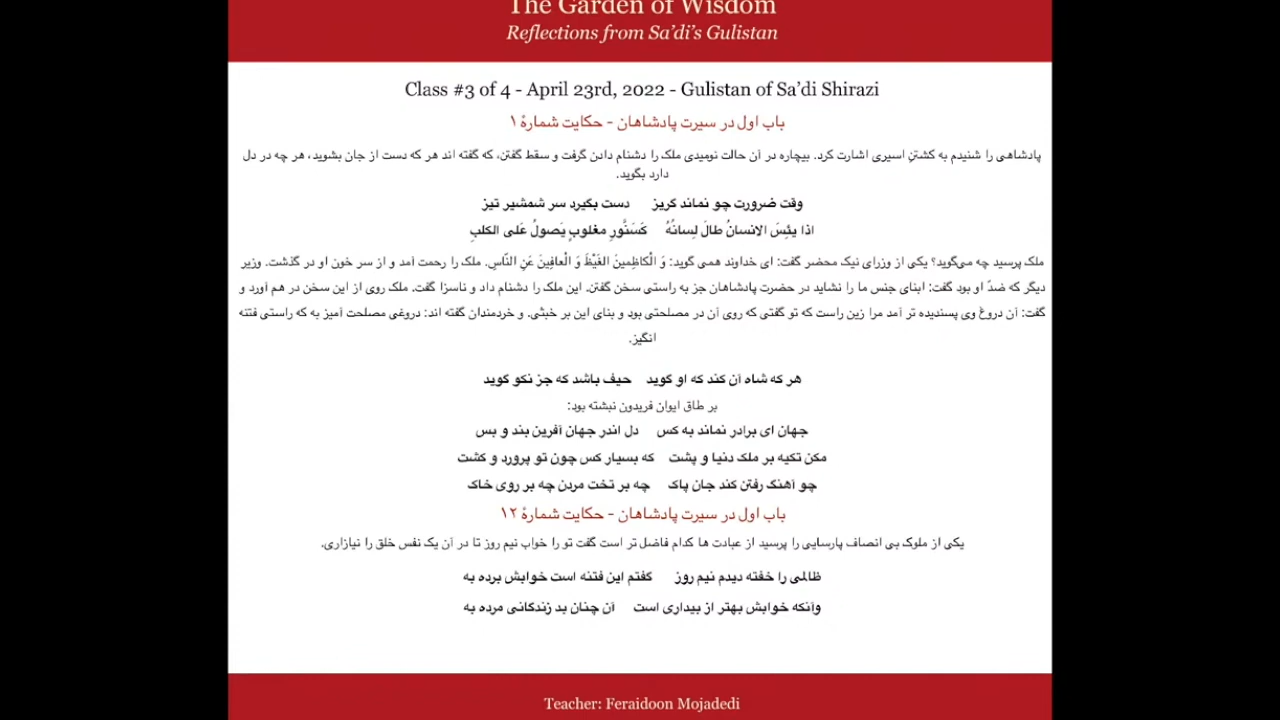 The Garden of Wisdom
Reflections from Sa'di's Gulistan
Class #3 of 4 - April 23rd, 2022 - Gulistan of Sa'di Shirazi
باب اول در سیرت پادشاهان - حکایت شمارهٔ ۱
پادشاهی را شنیدم به کشتنِ اسیری اشارت کرد. بیچاره در آن حالت نومیدی ملک را دشنام دادن گرفت و سقط گفتن، که گفته اند هر که دست از جان بشوید، هر چه در دل
دارد بگوید.
وقت ضرورت چو نماند گریز دست بگیرد سر شمشیر تیز
اذا یئِسَ الانسانُ طالَ لِسانُهُ کَسَنَّورِ مغلوبٍ یَصولُ عَلی الکلبِ
ملک پرسید چه می‌گوید؟ یکی از وزرای نیک محضر گفت: ای خداوند همی گوید: وَ الْکاظِمینَ الغَیْظَ وَ الْعافِینَ عَنِ النّاسِ. ملک را رحمت آمد و از سر خون او در گذشت. وزیر
دیگر که ضدّ او بود گفت: ابنای جنس ما را نشاید در حضرت پادشاهان جز به راستی سخن گفتن. این ملک را دشنام داد و ناسزا گفت. ملک روی از این سخن در هم آورد و
گفت: آن دروغ وی پسندیده تر آمد مرا زین راست که تو گفتی که روی آن در مصلحتی بود و بنای این بر خبثی. و خردمندان گفته اند: دروغی مصلحت آمیز به که راستی فتنه
انگیز.
هر که شاه آن کند که او گوید حیف باشد که جز نکو گوید
بر طاق ایوان فریدون نبشته بود:
جهان ای برادر نماند به کس دل اندر جهان آفرین بند و بس
مکن تکیه بر ملک دنیا و پشت که بسیار کس چون تو پرورد و کشت
چو آهنگ رفتن کند جان پاک چه بر تخت مردن چه بر روی خاک
باب اول در سیرت پادشاهان - حکایت شمارهٔ ۱۲
یکی از ملوک بی انصاف پارسایی را پرسید از عبادت ها کدام فاضل تر است گفت تو را خواب نیم روز تا در آن یک نفس خلق را نیازاری.
ظالمی را خفته دیدم نیم روز گفتم این فتنه است خوابش برده به
وآنکه خوابش بهتر از بیداری است آن چنان بد زندگانی مرده به
Teacher: Feraidoon Mojadedi